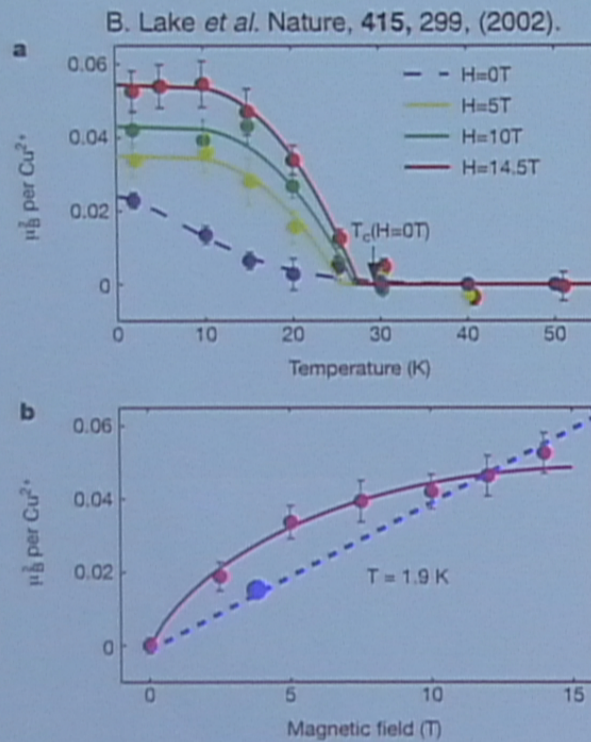 B. Lake et al. Nature, 415, 299, (2002).
a
0.06
0.04
0.02
0
μ²B per Cu²⁺
H=0T
H=5T
H=10T
H=14.5T
Tc(H=0T)
0 10 20 30 40 50
Temperature (K)
b
0.06
0.04
0.02
0
μ²B per Cu²⁺
T = 1.9 K
0 5 10 15
Magnetic field (T)